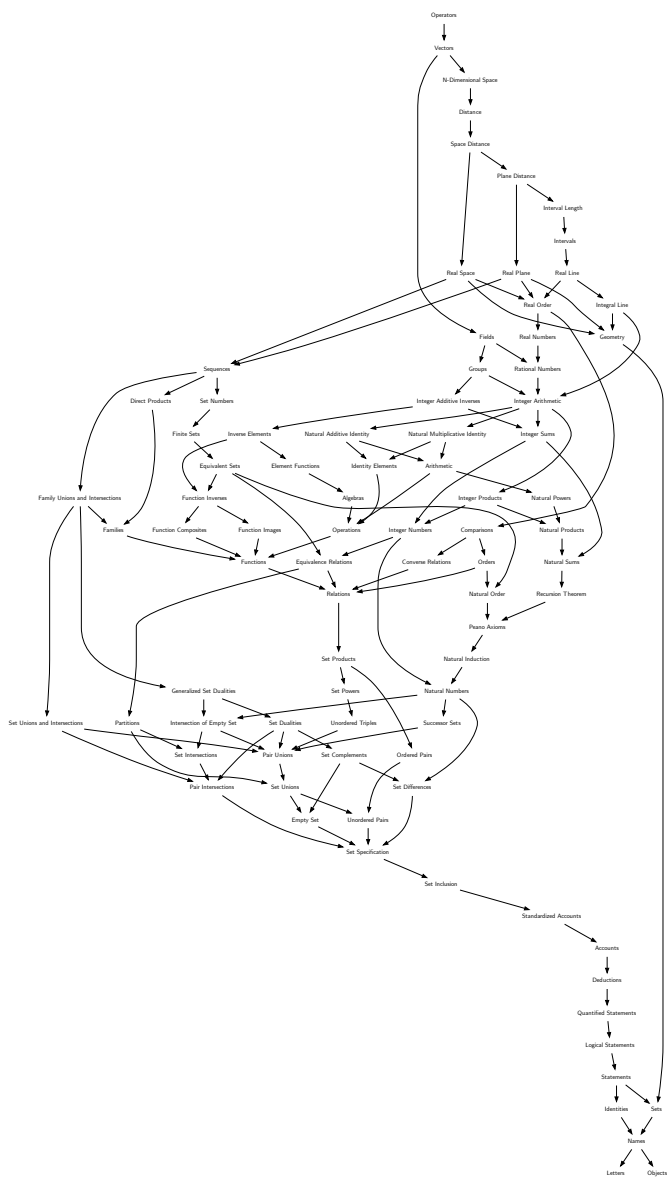 Operators
Vectors
N-Dimensional Space
Distance
Space Distance
Plane Distance
Interval Length
Intervals
Real Space Real Plane Real Line
Real Order Integral Line
Fields Real Numbers Geometry
Sequences Groups Rational Numbers
Direct Products Set Numbers Integer Additive Inverses Integer Arithmetic
Finite Sets Inverse Elements Natural Additive Identity Natural Multiplicative Identity Integer Sums
Equivalent Sets Element Functions Identity Elements Arithmetic
Family Unions and Intersections Function Inverses Algebras Integer Products Natural Powers
Families Function Composites Function Images Operations Integer Numbers Comparisons Natural Products
Functions Equivalence Relations Converse Relations Orders Natural Sums
Relations Natural Order Recursion Theorem
Peano Axioms
Set Products Natural Induction
Generalized Set Dualities Set Powers Natural Numbers
Set Unions and Intersections Partitions Intersection of Empty Set Set Dualities Unordered Triples Successor Sets
Set Intersections Pair Unions Set Complements Ordered Pairs
Pair Intersections Set Unions Set Differences
Empty Set Unordered Pairs
Set Specification
Set Inclusion
Standardized Accounts
Accounts
Deductions
Quantified Statements
Logical Statements
Statements
Identities Sets
Names
Letters Objects